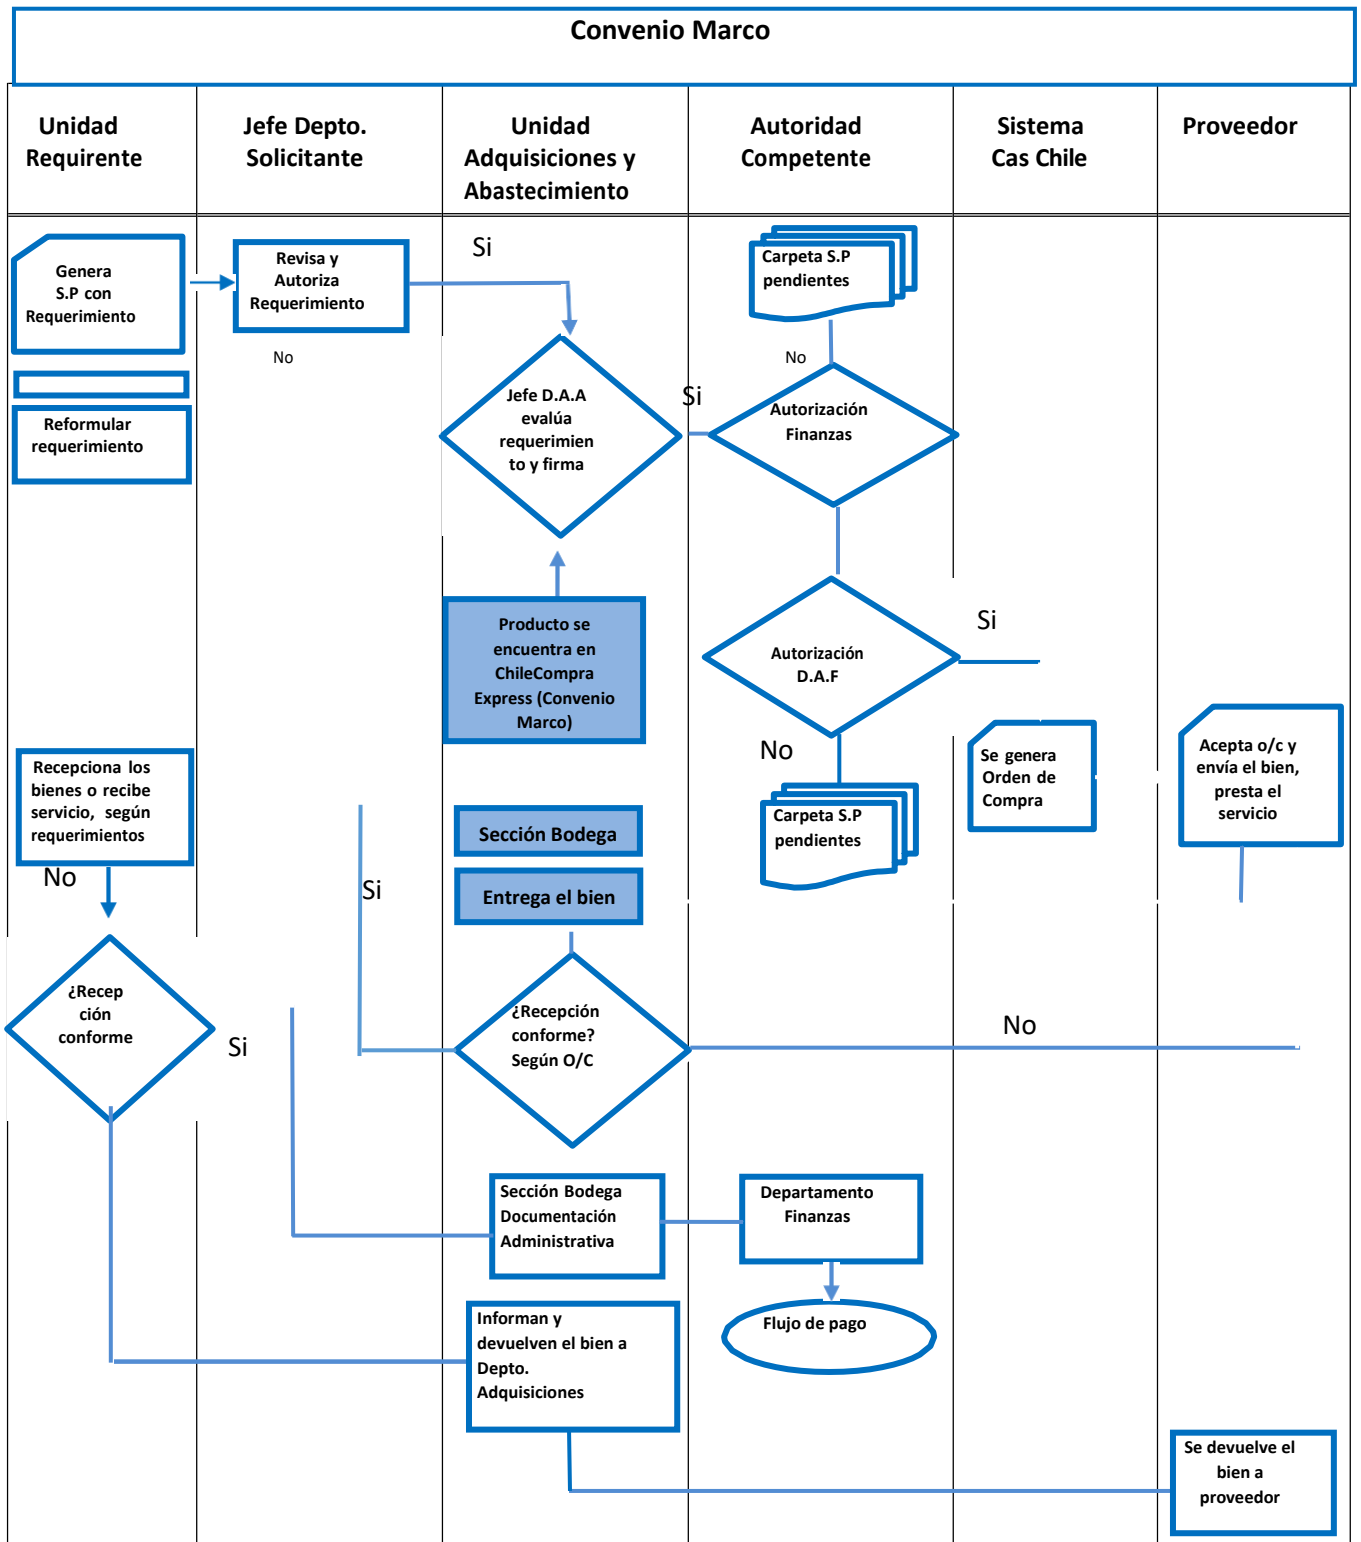 Convenio Marco
Unidad
Requirente
Jefe Depto.
Solicitante
Unidad
Adquisiciones y
Abastecimiento
Autoridad
Competente
Sistema
Cas Chile
Proveedor
Genera
S.P con
Requerimiento
Revisa y
Autoriza
Requerimiento
Si
Carpeta S.P
pendientes
No
No
Reformular
requerimiento
Jefe D.A.A
evalúa
requerimien
to y firma
Si
Autorización
Finanzas
Producto se
encuentra en
ChileCompra
Express (Convenio
Marco)
Autorización
D.A.F
Si
No
Carpeta S.P
pendientes
Se genera
Orden de
Compra
Acepta o/c y
envía el bien,
presta el
servicio
Recepciona los
bienes o recibe
servicio, según
requerimientos
No
Si
Sección Bodega
Entrega el bien
¿Recep
ción
conforme
Si
¿Recepción
conforme?
Según O/C
No
Sección Bodega
Documentación
Administrativa
Departamento
Finanzas
Flujo de pago
Informan y
devuelven el bien a
Depto.
Adquisiciones
Se devuelve el
bien a
proveedor